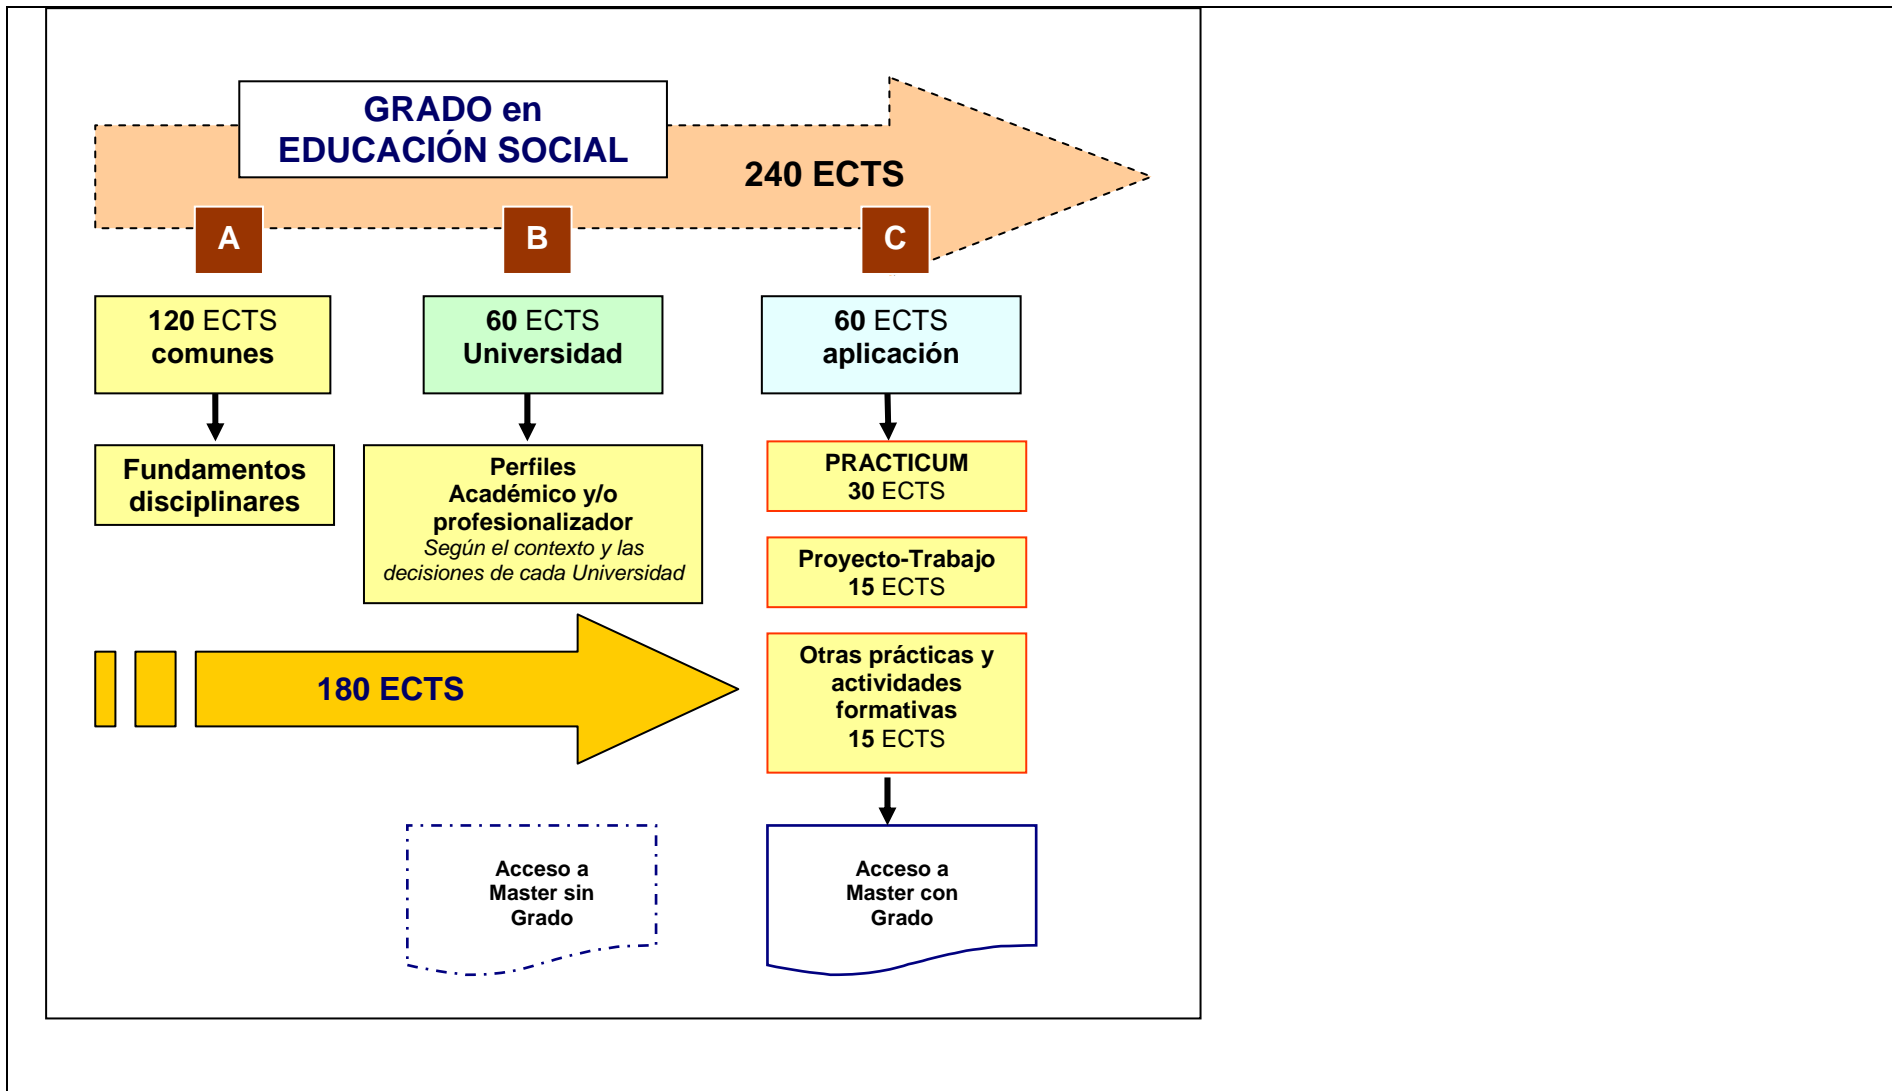 GRADO en
EDUCACIÓN SOCIAL
240 ECTS
A
B
C
120 ECTS
comunes
60 ECTS
Universidad
60 ECTS
aplicación
Fundamentos
disciplinares
Perfiles
Académico y/o
profesionalizador
Según el contexto y las
decisiones de cada Universidad
PRACTICUM
30 ECTS
Proyecto-Trabajo
15 ECTS
Otras prácticas y
actividades
formativas
15 ECTS
180 ECTS
Acceso a
Master sin
Grado
Acceso a
Master con
Grado